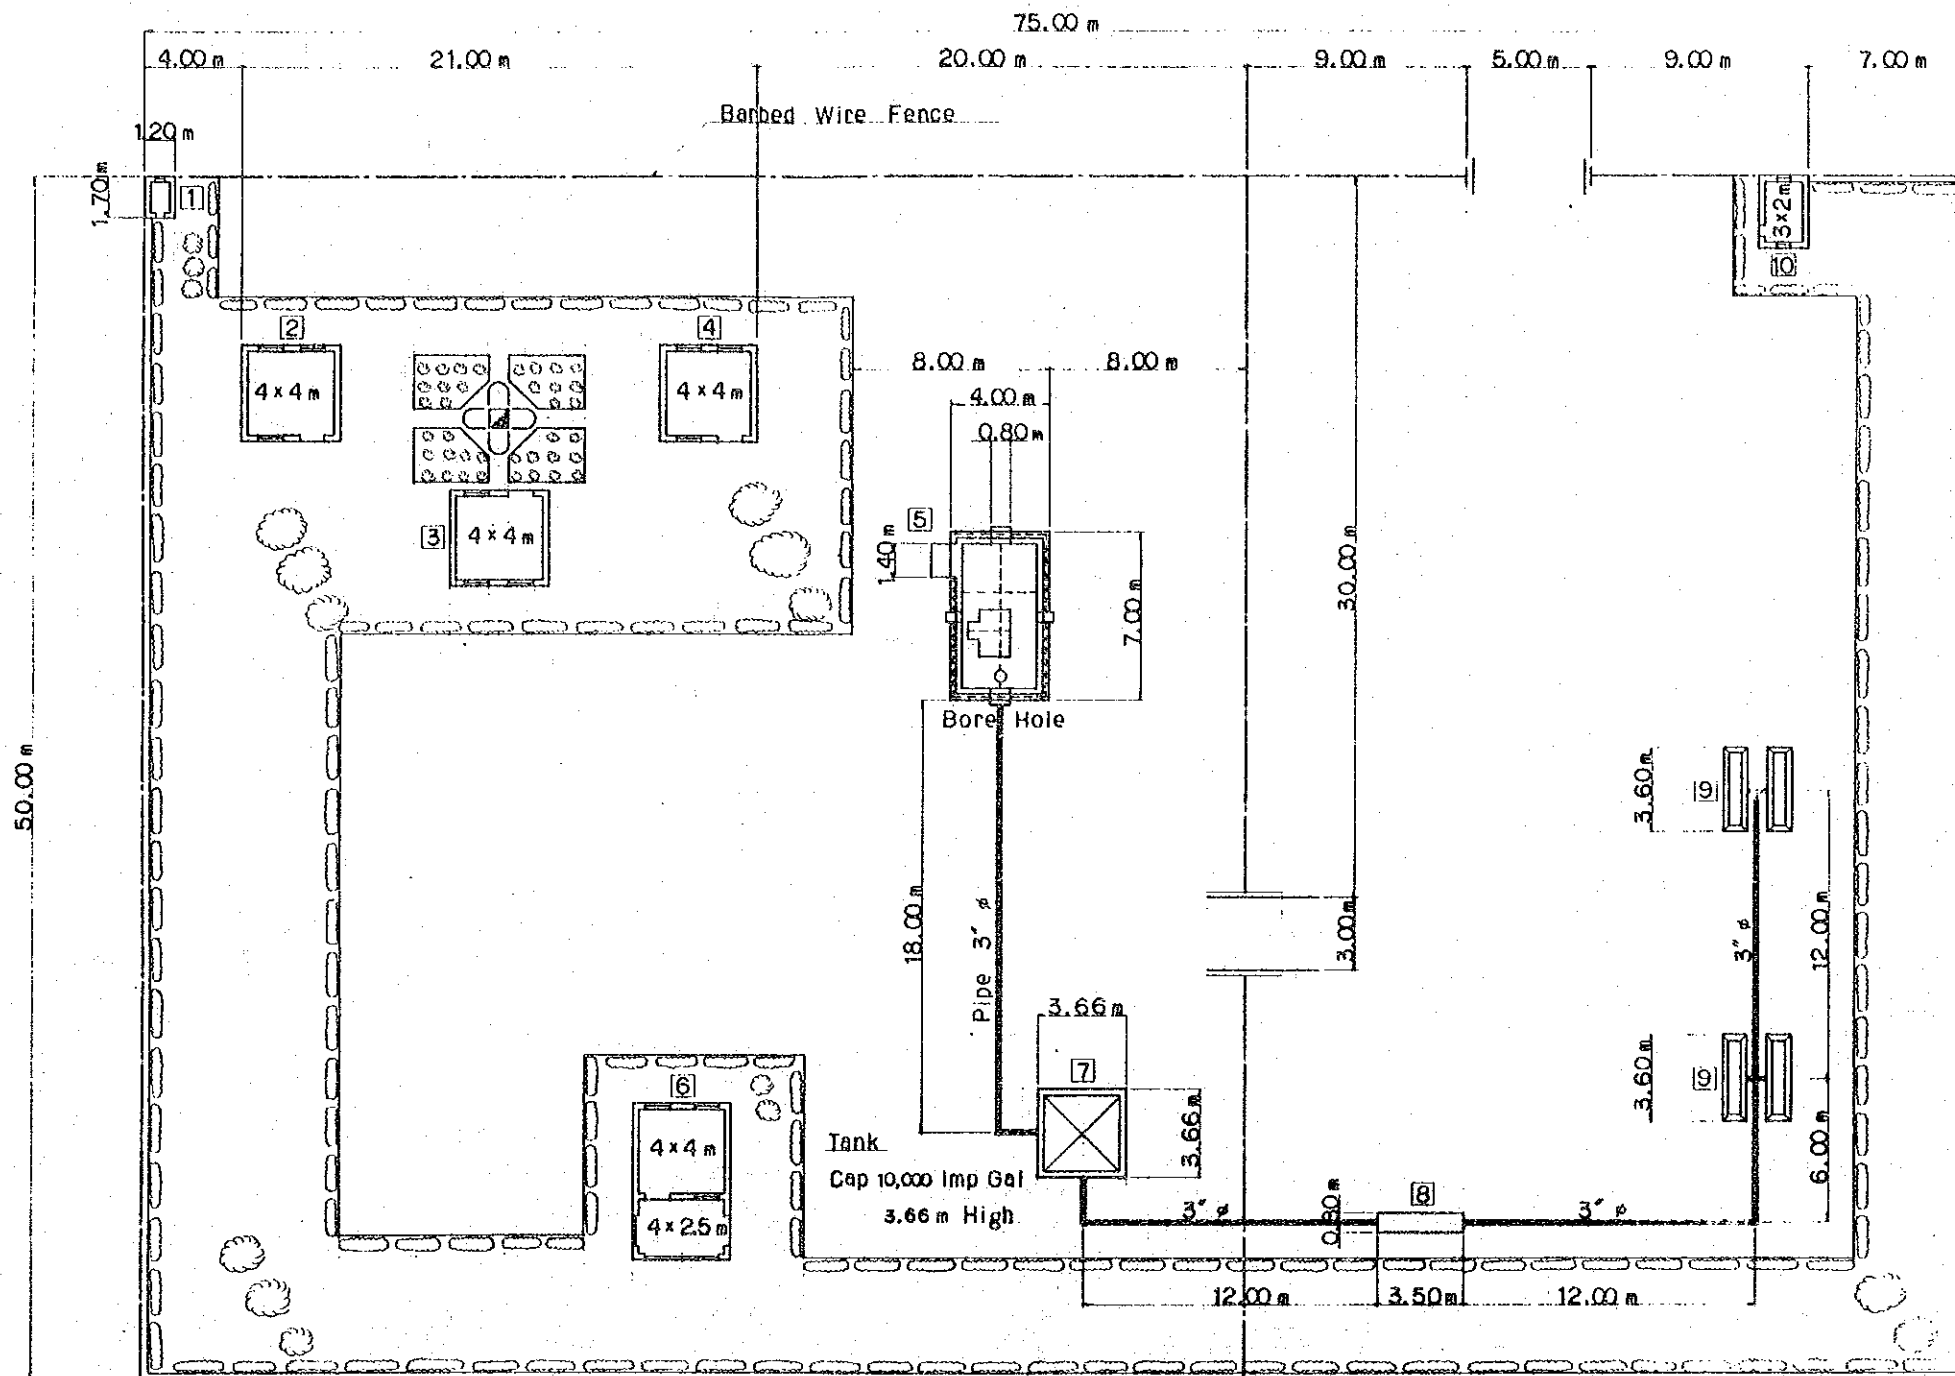 75.00 m
4.00 m
21.00 m
20.00 m
9.00 m
5.00 m
9.00 m
7.00 m
Barbed Wire Fence
1.20 m
1.70 m
1
3×2 m
10
2
4
4×4 m
4×4 m
8.00 m
8.00 m
4.00 m
0.80 m
3
4×4 m
5
1.40 m
7.00 m
30.00 m
Bore Hole
50.00 m
3.60 m
9
18.00 m
Pipe 3" ø
3.00 m
3" ø
12.00 m
3.66 m
7
3.60 m
9
6
4×4 m
3.66 m
6.00 m
Tank
Cap 10,000 Imp Gal
3.66 m High
4×2.5 m
3" ø
0.80 m
8
3" ø
12.00 m
3.50 m
12.00 m